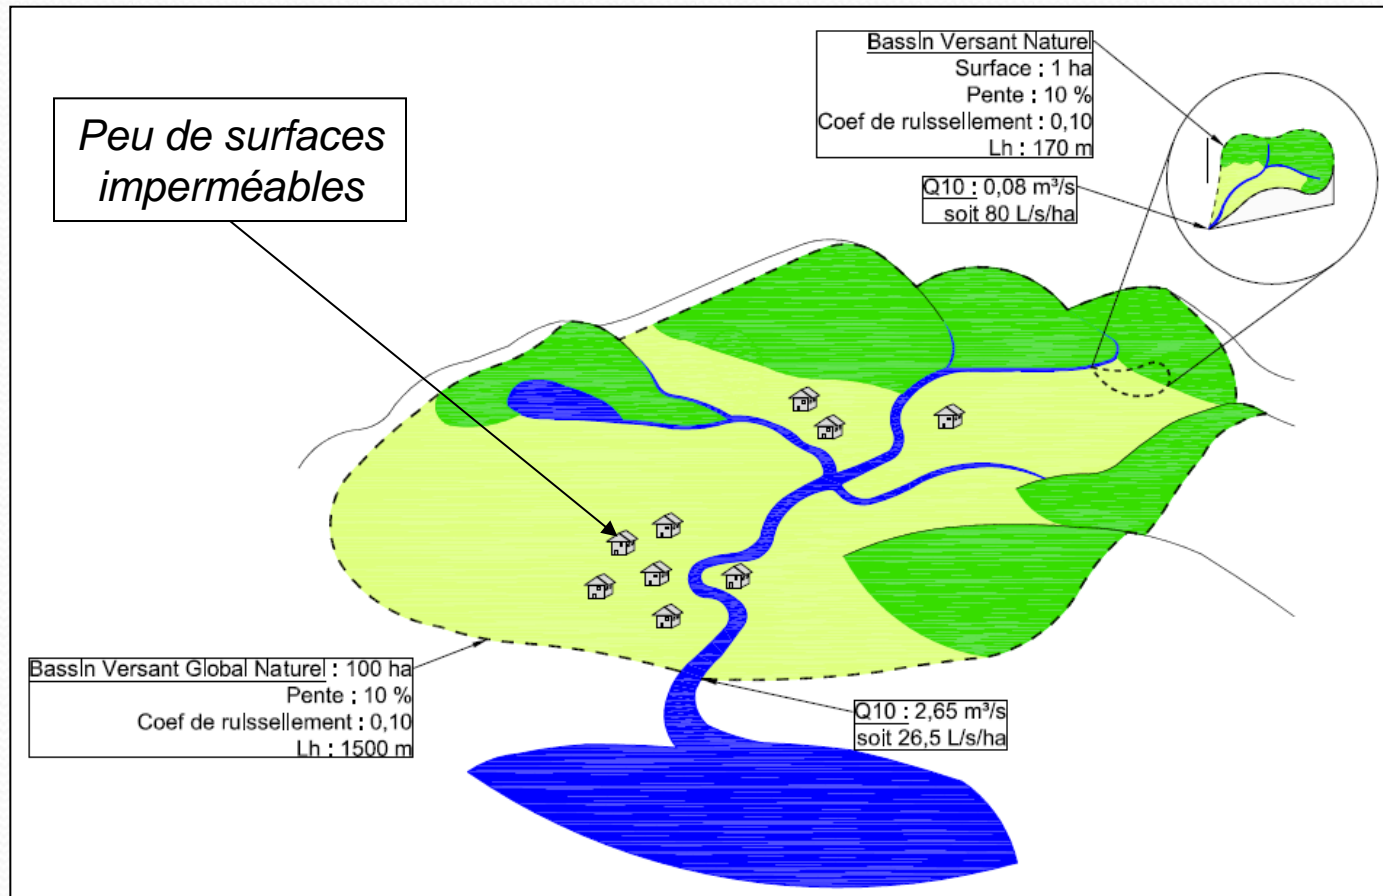 Peu de surfaces
imperméables
Bassin Versant Naturel
Surface : 1 ha
Pente : 10 %
Coef de ruissellement : 0,10
Lh : 170 m
Q10 : 0,08 m³/s
soit 80 L/s/ha
Bassin Versant Global Naturel : 100 ha
Pente : 10 %
Coef de ruissellement : 0,10
Lh : 1500 m
Q10 : 2,65 m³/s
soit 26,5 L/s/ha